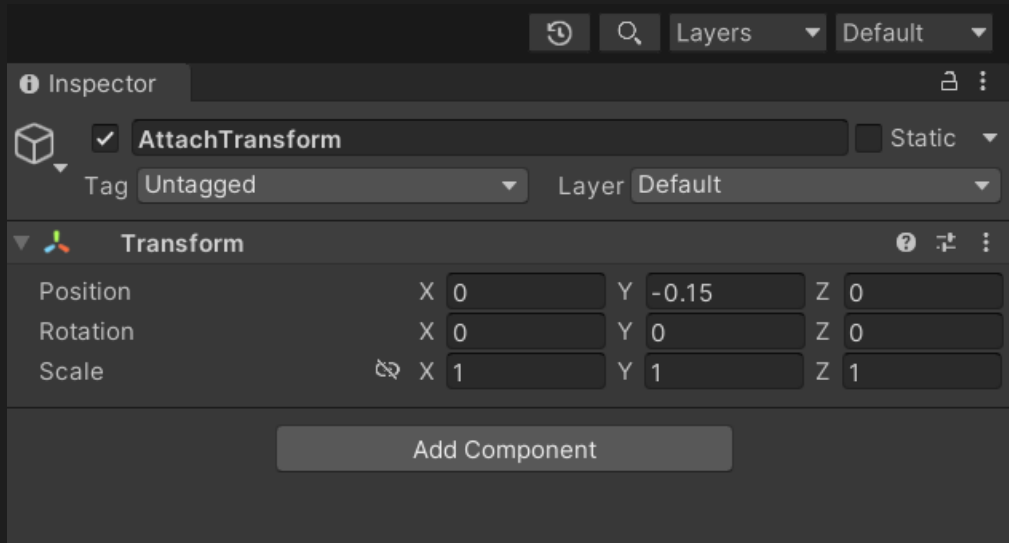 Layers Default
Inspector
AttachTransform Static
Tag Untagged Layer Default
Transform
Position X 0 Y -0.15 Z 0
Rotation X 0 Y 0 Z 0
Scale X 1 Y 1 Z 1
Add Component